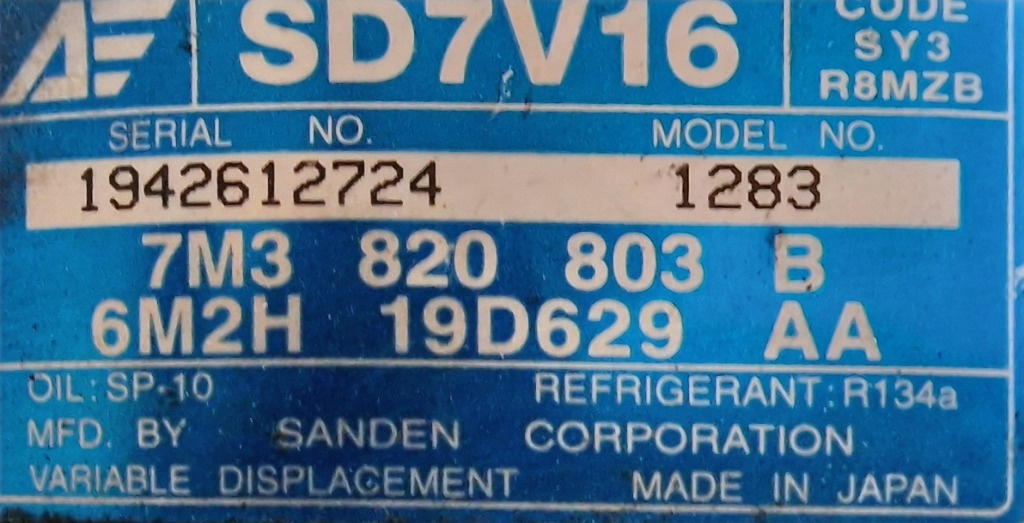 SD7V16
CODE
SY3
R8MZB
SERIAL NO. MODEL NO.
1942612724 1283
7M3 820 803 B
6M2H 19D629 AA
OIL: SP-10 REFRIGERANT: R134a
MFD. BY SANDEN CORPORATION
VARIABLE DISPLACEMENT MADE IN JAPAN